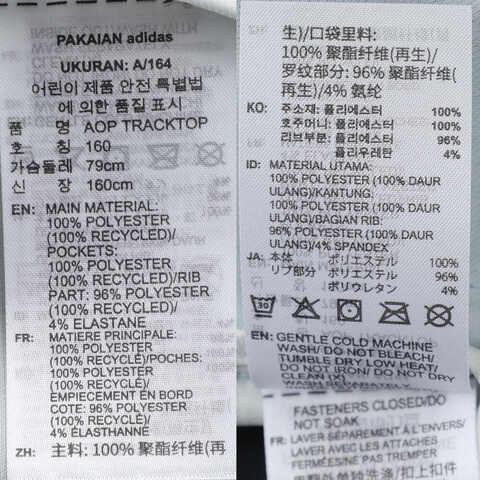 PAKAIAN adidas
UKURAN: A/164
어린이 제품 안전 특별법
에 의한 품질 표시
품 명 AOP TRACKTOP
호 칭 160
가슴둘레 79cm
신 장 160cm
EN: MAIN MATERIAL:
100% POLYESTER
(100% RECYCLED)/
POCKETS:
100% POLYESTER
(100% RECYCLED)/RIB
PART: 96% POLYESTER
(100% RECYCLED)/
4% ELASTANE
FR: MATIERE PRINCIPALE:
100% POLYESTER
(100% RECYCLÉ)/POCHES:
100% POLYESTER
(100% RECYCLÉ)/
EMPIECEMENT EN BORD
COTE: 96% POLYESTER
(100% RECYCLÉ)/
4% ÉLASTHANNE
ZH: 主料: 100% 聚酯纤维(再
生)/口袋里料:
100% 聚酯纤维(再生)/
罗纹部分: 96% 聚酯纤维(再
生)/4% 氨纶
KO: 주소재: 폴리에스터 100%
호주머니: 폴리에스터 100%
리브부분: 폴리에스터 96%
폴리우레탄 4%
ID: MATERIAL UTAMA:
100% POLYESTER (100% DAUR
ULANG)/KANTUNG:
100% POLYESTER (100% DAUR
ULANG)/BAGIAN RIB:
96% POLYESTER (100% DAUR
ULANG)/4% SPANDEX
JA: 本体 ポリエステル 100%
リブ部分 ポリエステル 96%
ポリウレタン 4%
EN: GENTLE COLD MACHINE
WASH/ DO NOT BLEACH/
TUMBLE DRY LOW HEAT/
DO NOT IRON/ DO NOT DRY
CLEAN (X)
WASH SEPARATELY
FASTENERS CLOSED/DO
NOT SOAK
FR: LAVER SÉPAREMENT À L'ENVERS/
LAVER AVEC LES ATTACHES
FERMÉES/NE PAS TREMPER